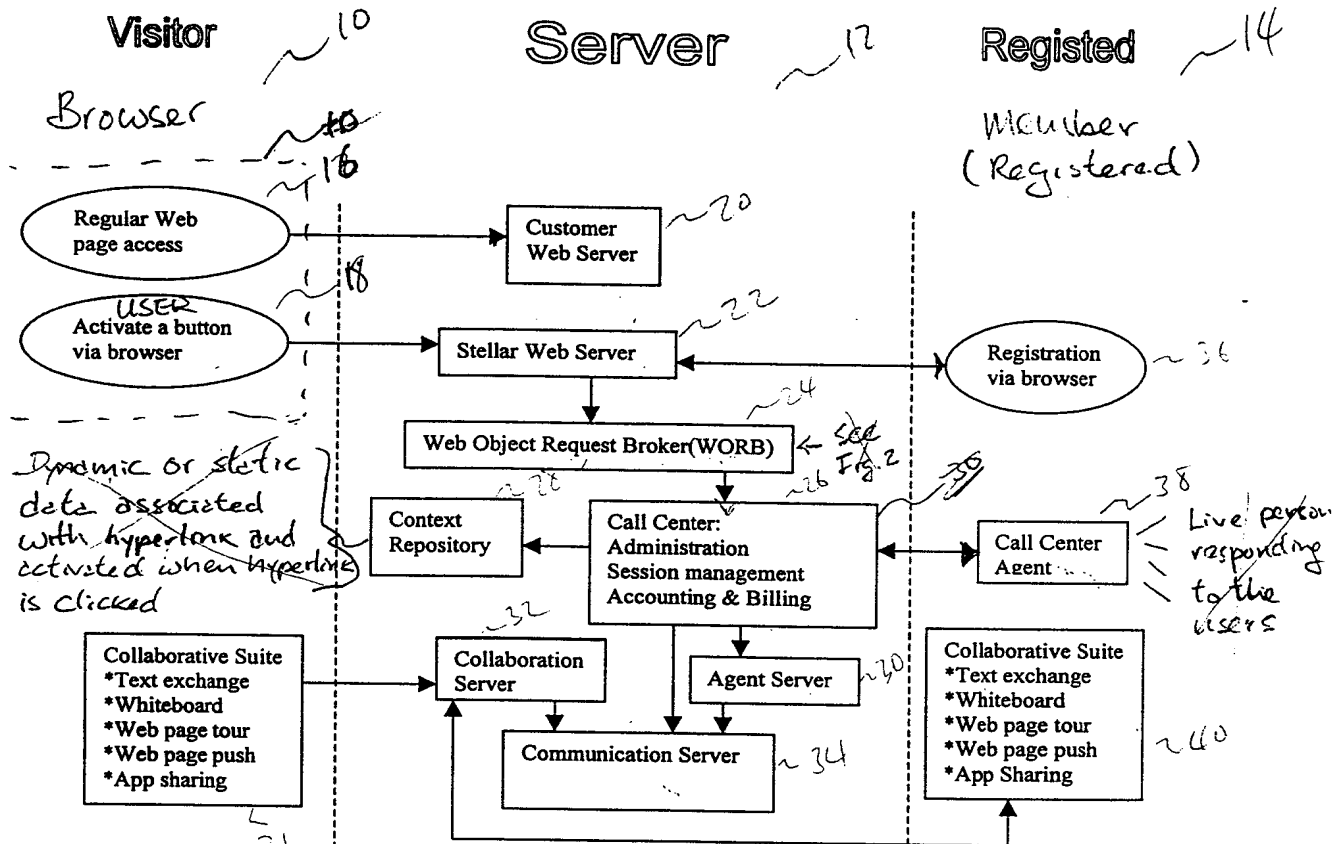 Visitor
10
Server
12
Registed
14
Browser
Member
(Registered)
10
16
Regular Web
page access
Customer
Web Server
20
18
USER
Activate a button
via browser
Stellar Web Server
22
Registration
via browser
36
24
Web Object Request Broker(WORB)
see
Fig. 2
Dynamic or static
data associated
with hyperlink and
activated when hyperlink
is clicked
28
Context
Repository
26
30
Call Center:
Administration
Session management
Accounting & Billing
38
Call Center
Agent
Live person
responding
to the
users
Collaborative Suite
*Text exchange
*Whiteboard
*Web page tour
*Web page push
*App sharing
32
Collaboration
Server
Agent Server
30
Communication Server
34
Collaborative Suite
*Text exchange
*Whiteboard
*Web page tour
*Web page push
*App Sharing
40